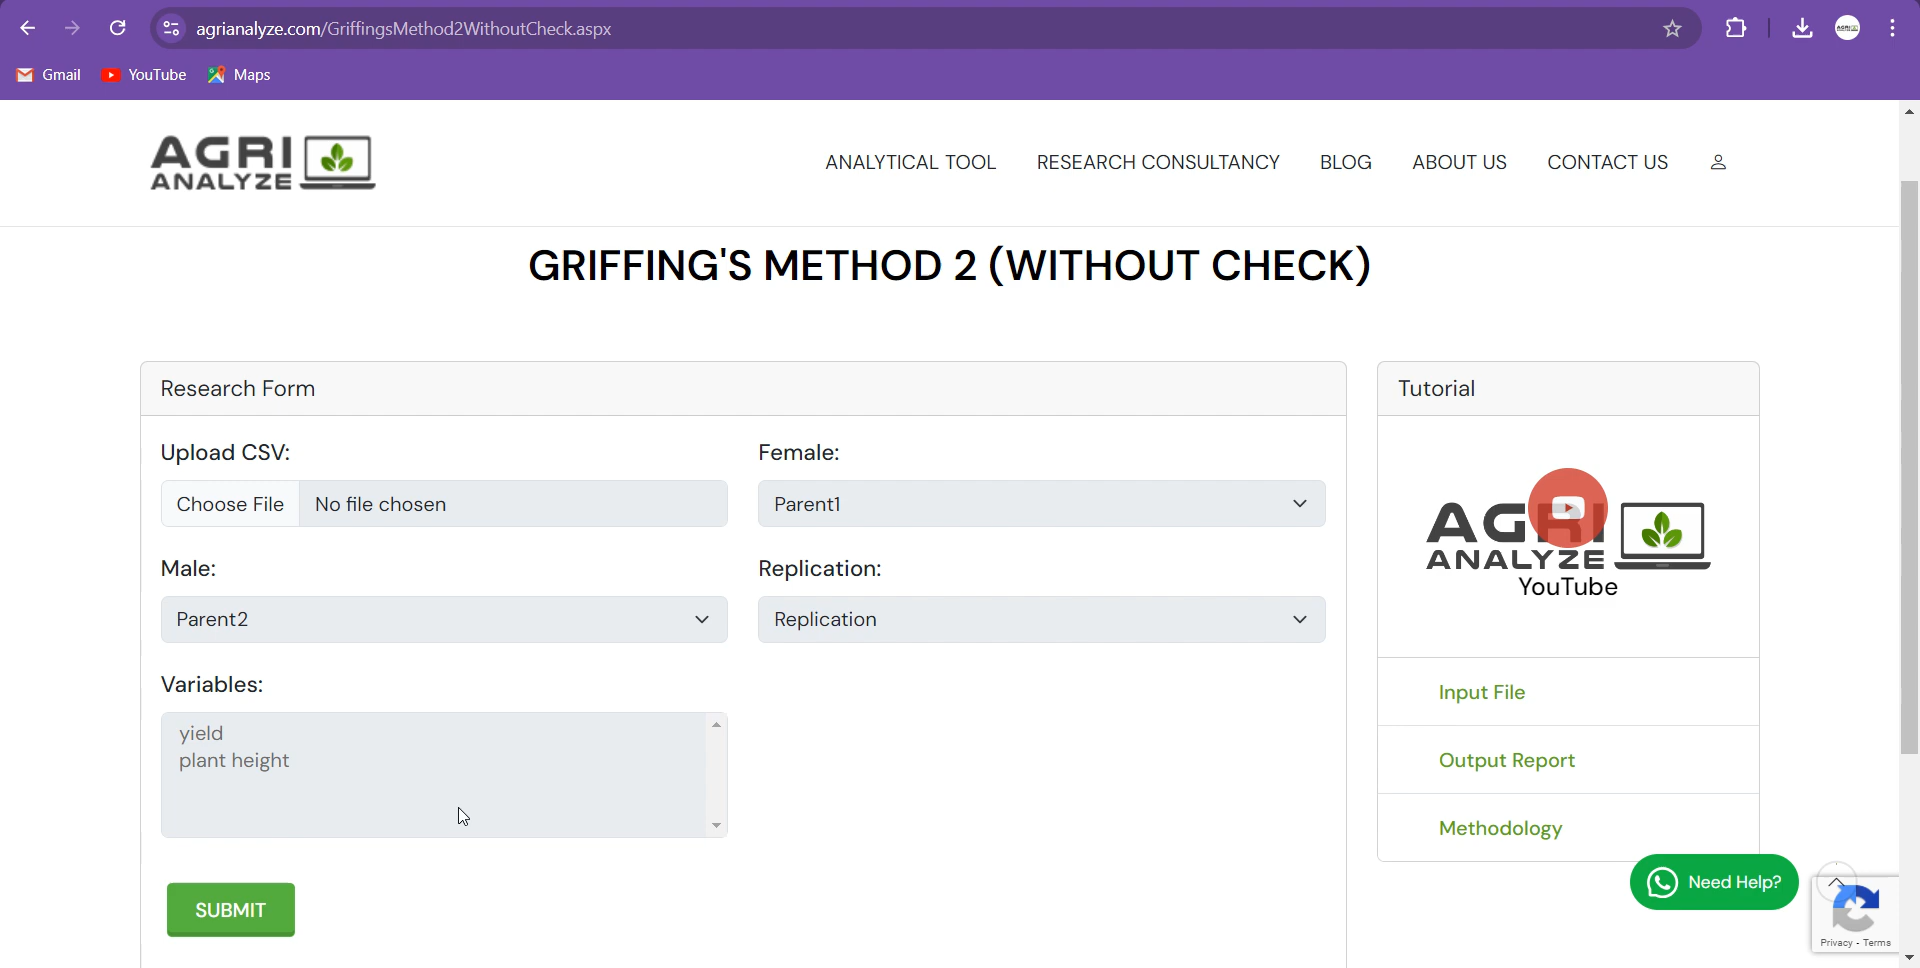 agrianalyze.com/GriffingsMethod2WithoutCheck.aspx
Gmail YouTube Maps
AGRI ANALYZE
ANALYTICAL TOOL RESEARCH CONSULTANCY BLOG ABOUT US CONTACT US
GRIFFING'S METHOD 2 (WITHOUT CHECK)
Research Form
Upload CSV:
Choose File No file chosen
Female:
Parent1
Male:
Parent2
Replication:
Replication
Variables:
yield
plant height
SUBMIT
Tutorial
AGRI
ANALYZE
YouTube
Input File
Output Report
Methodology
Need Help?
Privacy - Terms